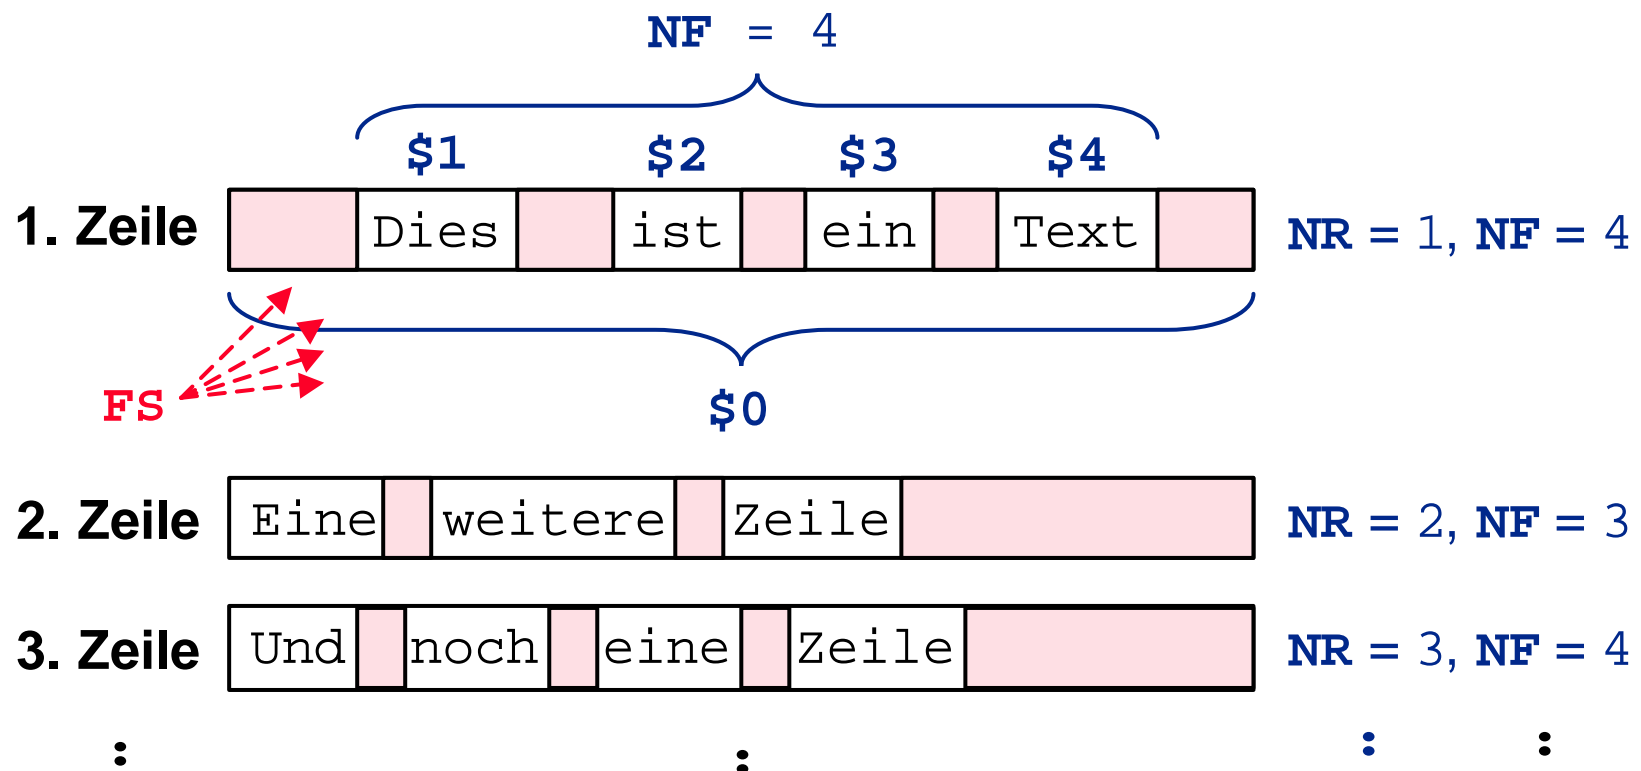 NF = 4
$1 $2 $3 $4
1. Zeile Dies ist ein Text NR = 1, NF = 4
FS $0
2. Zeile Eine weitere Zeile NR = 2, NF = 3
3. Zeile Und noch eine Zeile NR = 3, NF = 4
: : : :